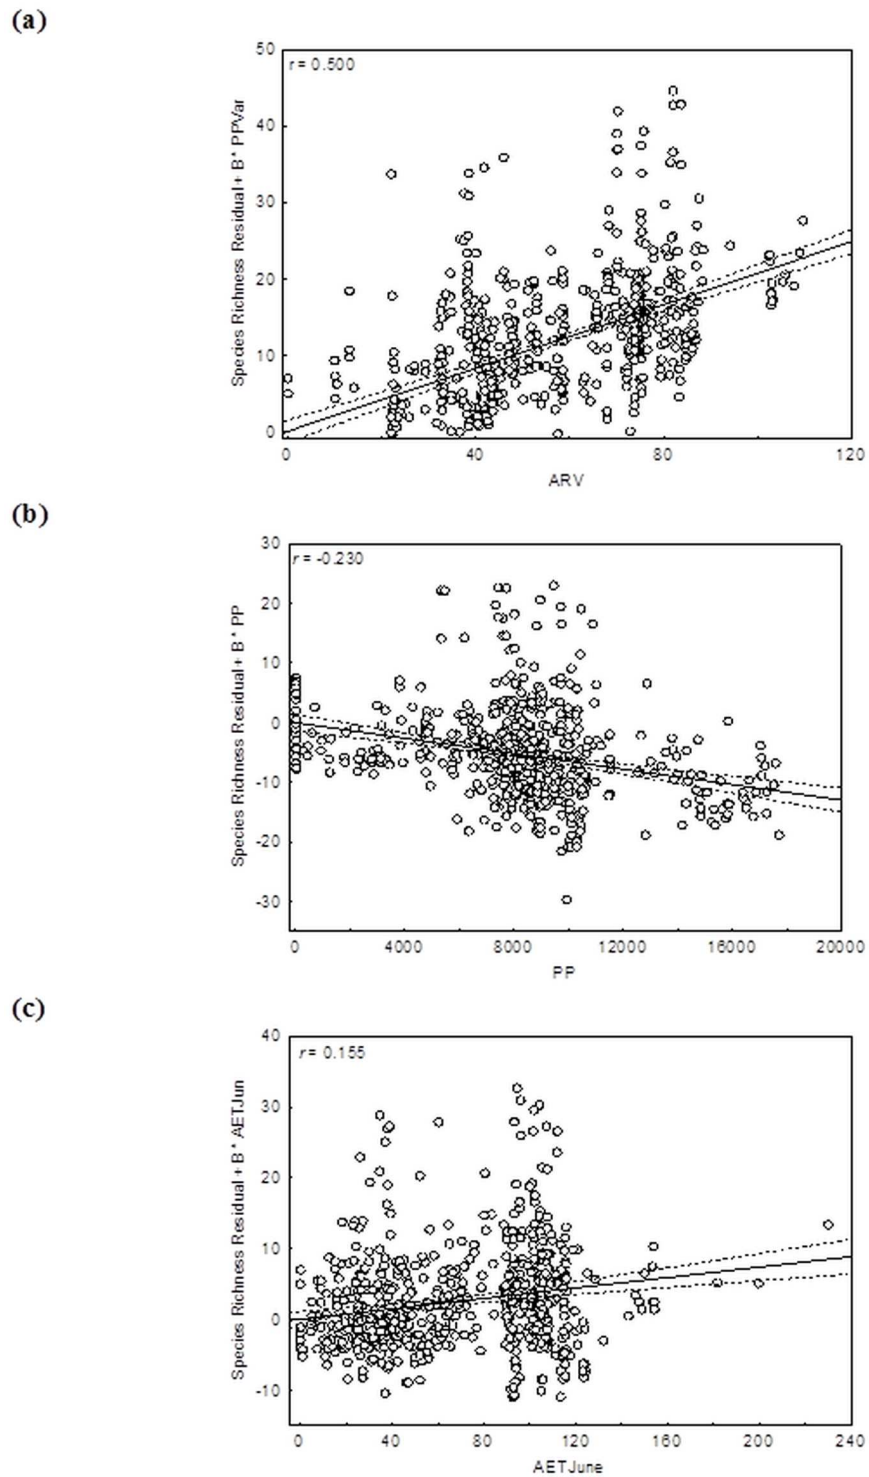 (a)
r = 0.500
Species Richness Residual + B* PPVar
50
40
30
20
10
0
0 40 80 120
ARV
(b)
r = -0.230
Species Richness Residual + B* PP
30
20
10
0
-10
-20
-30
0 4000 8000 12000 16000 20000
PP
(c)
r = 0.155
Species Richness Residual + B* AETJun
40
30
20
10
0
-10
0 40 80 120 160 200 240
AETJune